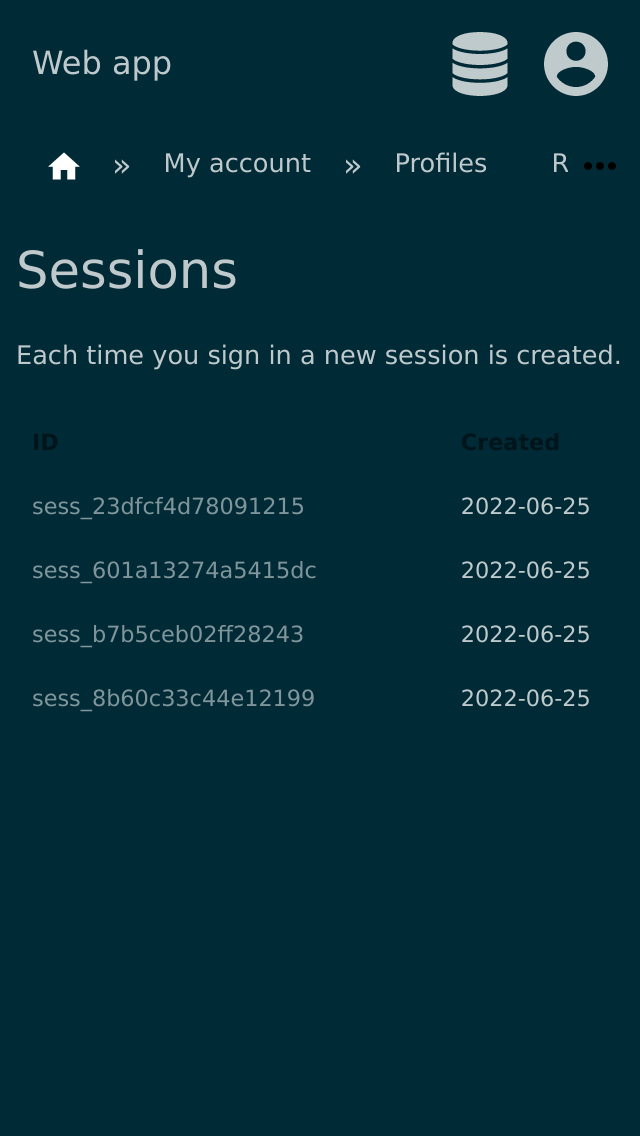 Web app
» My account » Profiles R •••
Sessions
Each time you sign in a new session is created.
ID Created
sess_23dfcf4d78091215 2022-06-25
sess_601a13274a5415dc 2022-06-25
sess_b7b5ceb02ff28243 2022-06-25
sess_8b60c33c44e12199 2022-06-25